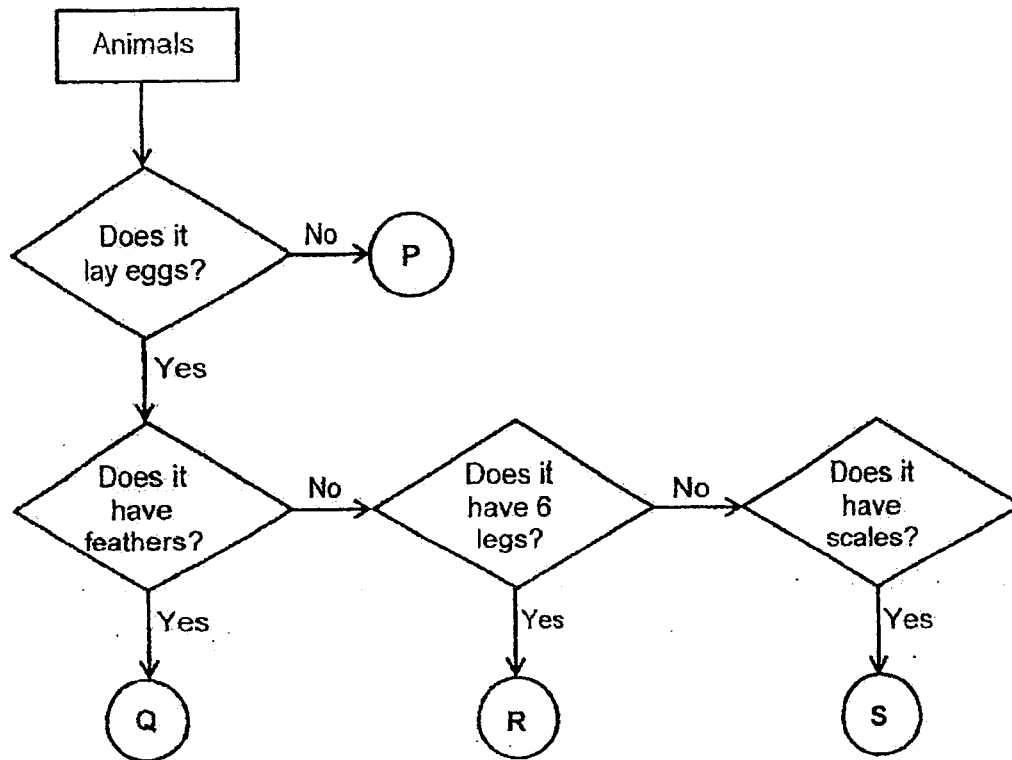 Animals
Does it
lay eggs?
No
P
Yes
Does it
have
feathers?
No
Does it
have 6
legs?
No
Does it
have
scales?
Yes
Yes
Yes
Q
R
S